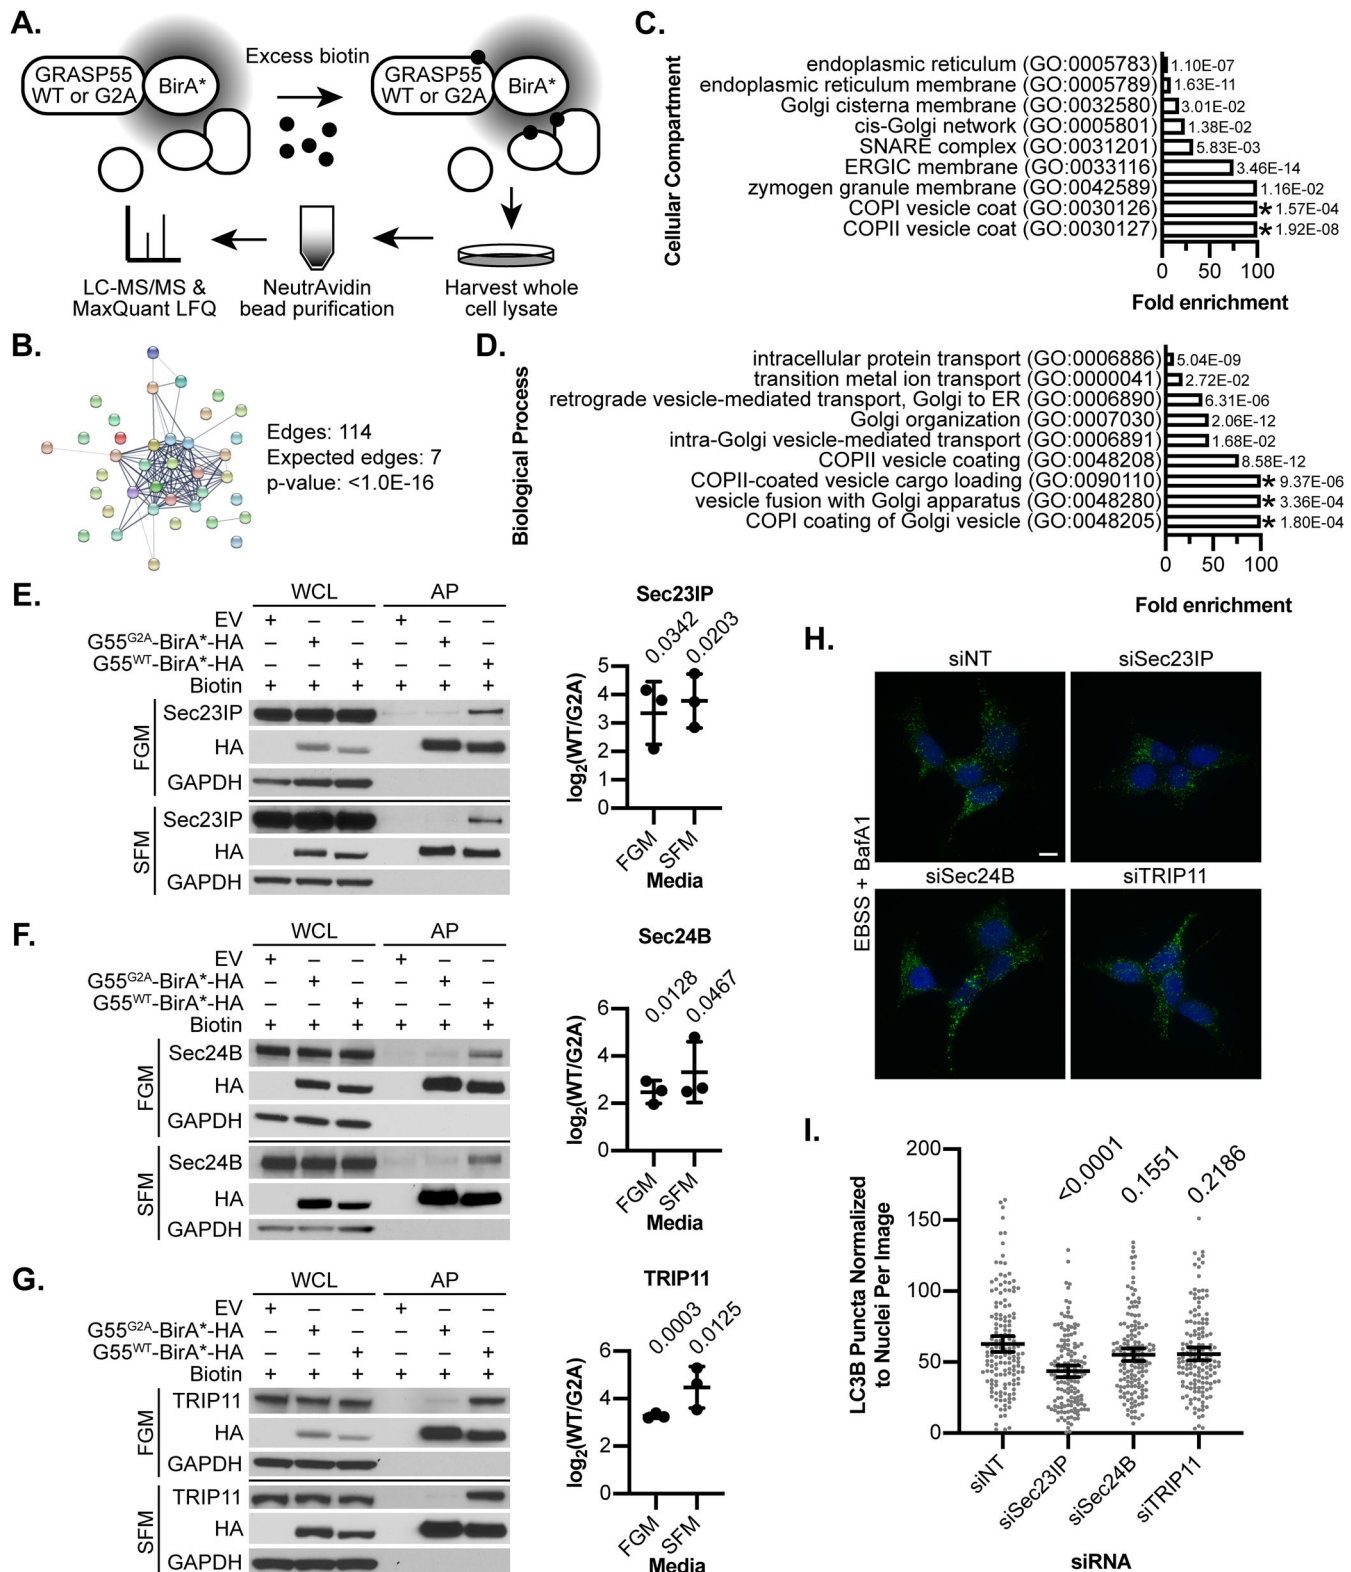 A.
GRASP55
WT or G2A
BirA*
Excess biotin
GRASP55
WT or G2A
BirA*
LC-MS/MS &
MaxQuant LFQ
NeutrAvidin
bead purification
Harvest whole
cell lysate
B.
Edges: 114
Expected edges: 7
p-value: <1.0E-16
C.
Cellular Compartment
endoplasmic reticulum (GO:0005783) 1.10E-07
endoplasmic reticulum membrane (GO:0005789) 1.63E-11
Golgi cisterna membrane (GO:0032580) 3.01E-02
cis-Golgi network (GO:0005801) 1.38E-02
SNARE complex (GO:0031201) 5.83E-03
ERGIC membrane (GO:0033116) 3.46E-14
zymogen granule membrane (GO:0042589) 1.16E-02
COPI vesicle coat (GO:0030126) * 1.57E-04
COPII vesicle coat (GO:0030127) * 1.92E-08
0 50 100
Fold enrichment
D.
Biological Process
intracellular protein transport (GO:0006886) 5.04E-09
transition metal ion transport (GO:0000041) 2.72E-02
retrograde vesicle-mediated transport, Golgi to ER (GO:0006890) 6.31E-06
Golgi organization (GO:0007030) 2.06E-12
intra-Golgi vesicle-mediated transport (GO:0006891) 1.68E-02
COPII vesicle coating (GO:0048208) 8.58E-12
COPII-coated vesicle cargo loading (GO:0090110) * 9.37E-06
vesicle fusion with Golgi apparatus (GO:0048280) * 3.36E-04
COPI coating of Golgi vesicle (GO:0048205) * 1.80E-04
0 50 100
Fold enrichment
E.
WCL AP
EV + – – + – –
G55G2A-BirA*-HA – + – – + –
G55WT-BirA*-HA – – + – – +
Biotin + + + + + +
FGM
Sec23IP
HA
GAPDH
SFM
Sec23IP
HA
GAPDH
Sec23IP
0.0342 0.0203
log2(WT/G2A)
5
4
3
2
1
0
FGM SFM
Media
F.
WCL AP
EV + – – + – –
G55G2A-BirA*-HA – + – – + –
G55WT-BirA*-HA – – + – – +
Biotin + + + + + +
FGM
Sec24B
HA
GAPDH
SFM
Sec24B
HA
GAPDH
Sec24B
0.0128 0.0467
log2(WT/G2A)
6
4
2
0
FGM SFM
Media
G.
WCL AP
EV + – – + – –
G55G2A-BirA*-HA – + – – + –
G55WT-BirA*-HA – – + – – +
Biotin + + + + + +
FGM
TRIP11
HA
GAPDH
SFM
TRIP11
HA
GAPDH
TRIP11
0.0003 0.0125
log2(WT/G2A)
6
4
2
0
FGM SFM
Media
H.
EBSS + BafA1
siNT siSec23IP
siSec24B siTRIP11
I.
<0.0001 0.1551 0.2186
LC3B Puncta Normalized
to Nuclei Per Image
200
150
100
50
0
siNT siSec23IP siSec24B siTRIP11
siRNA